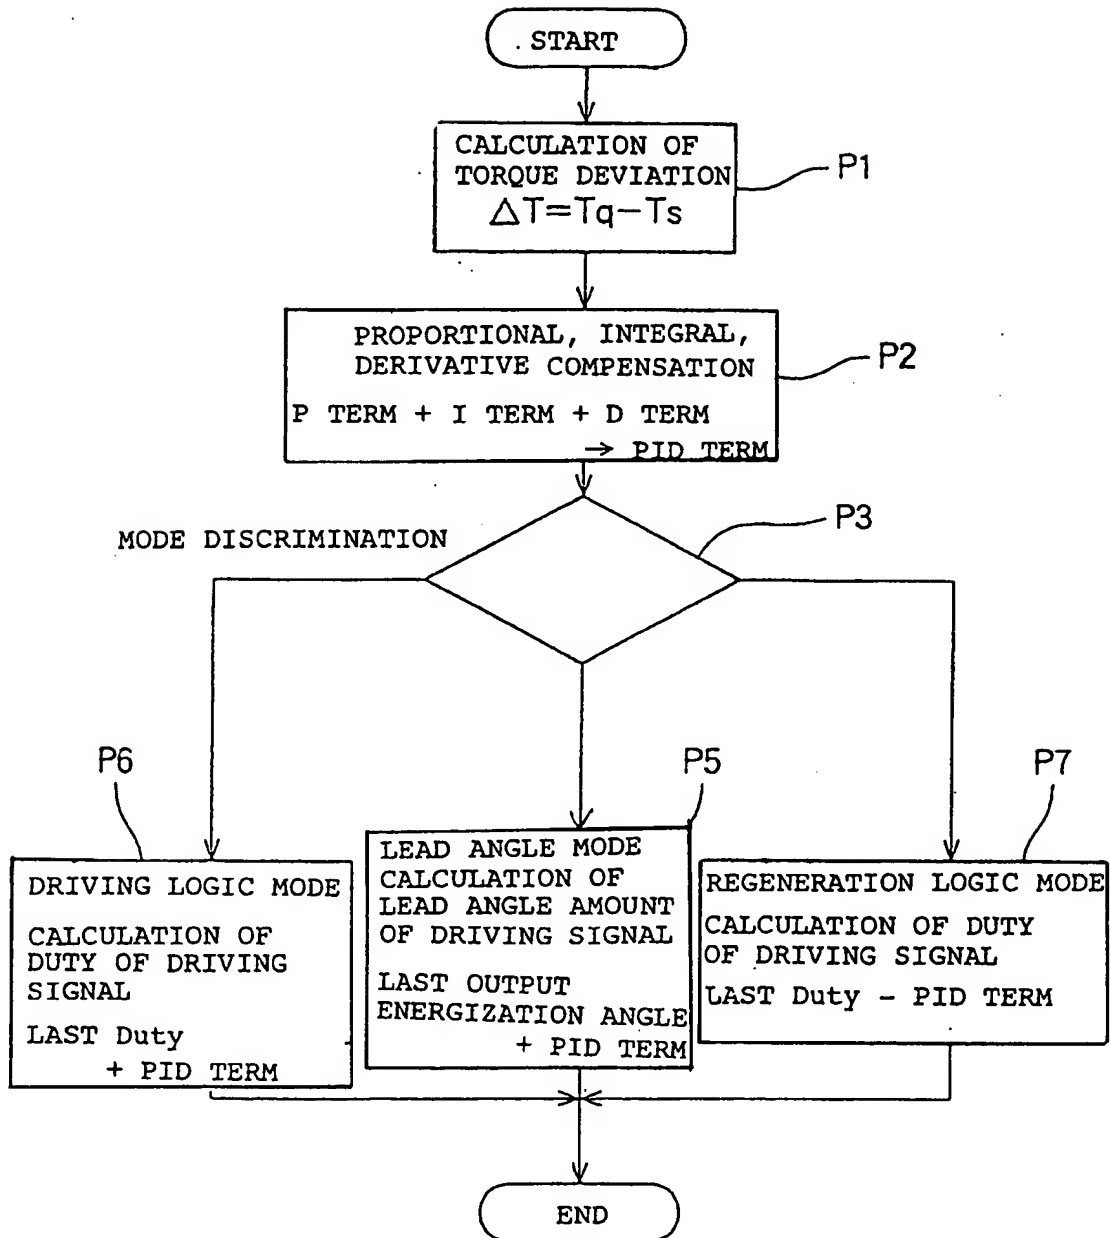 START
CALCULATION OF
TORQUE DEVIATION
△T=Tq−Ts
P1
PROPORTIONAL, INTEGRAL,
DERIVATIVE COMPENSATION
P TERM + I TERM + D TERM
→ PID TERM
P2
MODE DISCRIMINATION
P3
P6
DRIVING LOGIC MODE
CALCULATION OF
DUTY OF DRIVING
SIGNAL
LAST Duty
+ PID TERM
P5
LEAD ANGLE MODE
CALCULATION OF
LEAD ANGLE AMOUNT
OF DRIVING SIGNAL
LAST OUTPUT
ENERGIZATION ANGLE
+ PID TERM
P7
REGENERATION LOGIC MODE
CALCULATION OF DUTY
OF DRIVING SIGNAL
LAST Duty − PID TERM
END